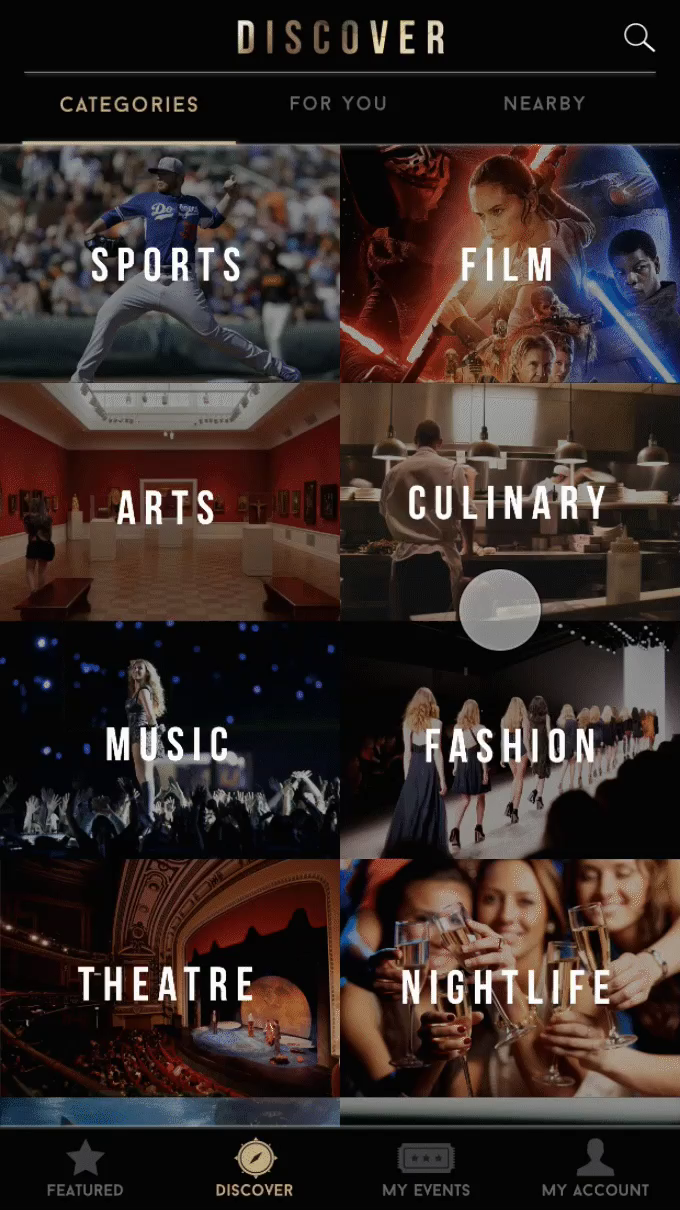 DISCOVER
CATEGORIES
FOR YOU
NEARBY
SPORTS
FILM
ARTS
CULINARY
MUSIC
FASHION
THEATRE
NIGHTLIFE
FEATURED
DISCOVER
MY EVENTS
MY ACCOUNT